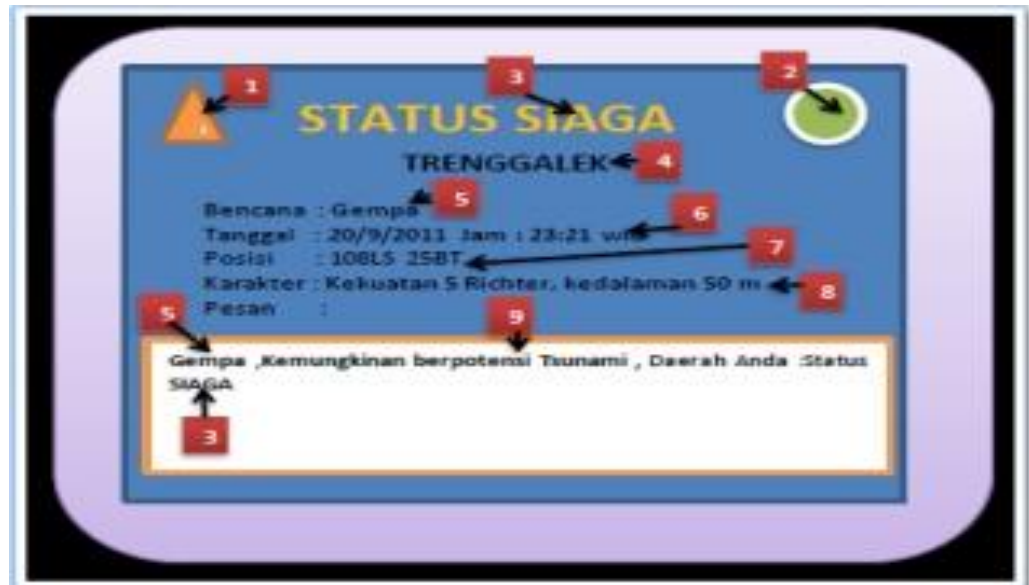 1
3
2
STATUS SIAGA
TRENGGALEK
4
Bencana : Gempa
5
Tanggal : 20/9/2011 Jam : 23:21 wib
6
Posisi : 108LS 25BT
7
Karakter : Kekuatan 5 Richter, kedalaman 50 m
8
Pesan :
5
9
Gempa ,Kemungkinan berpotensi Tsunami , Daerah Anda :Status
SIAGA
3